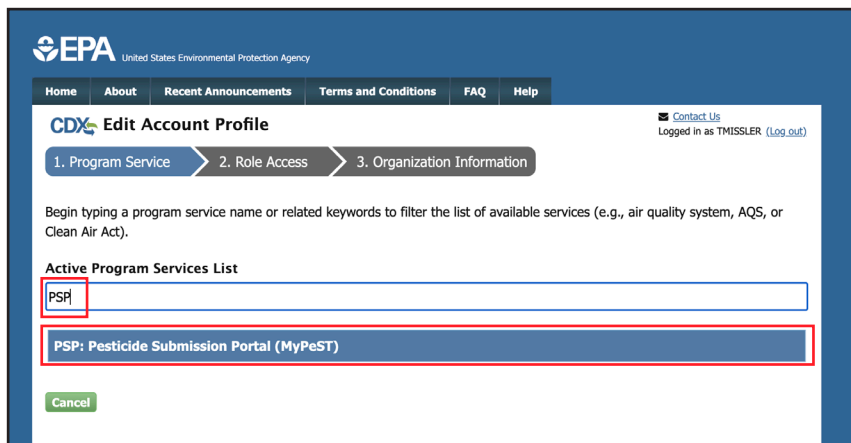 EPA United States Environmental Protection Agency
Home About Recent Announcements Terms and Conditions FAQ Help
CDX Edit Account Profile
Contact Us
Logged in as TMISSLER (Log out)
1. Program Service 2. Role Access 3. Organization Information
Begin typing a program service name or related keywords to filter the list of available services (e.g., air quality system, AQS, or
Clean Air Act).
Active Program Services List
PSP
PSP: Pesticide Submission Portal (MyPeST)
Cancel